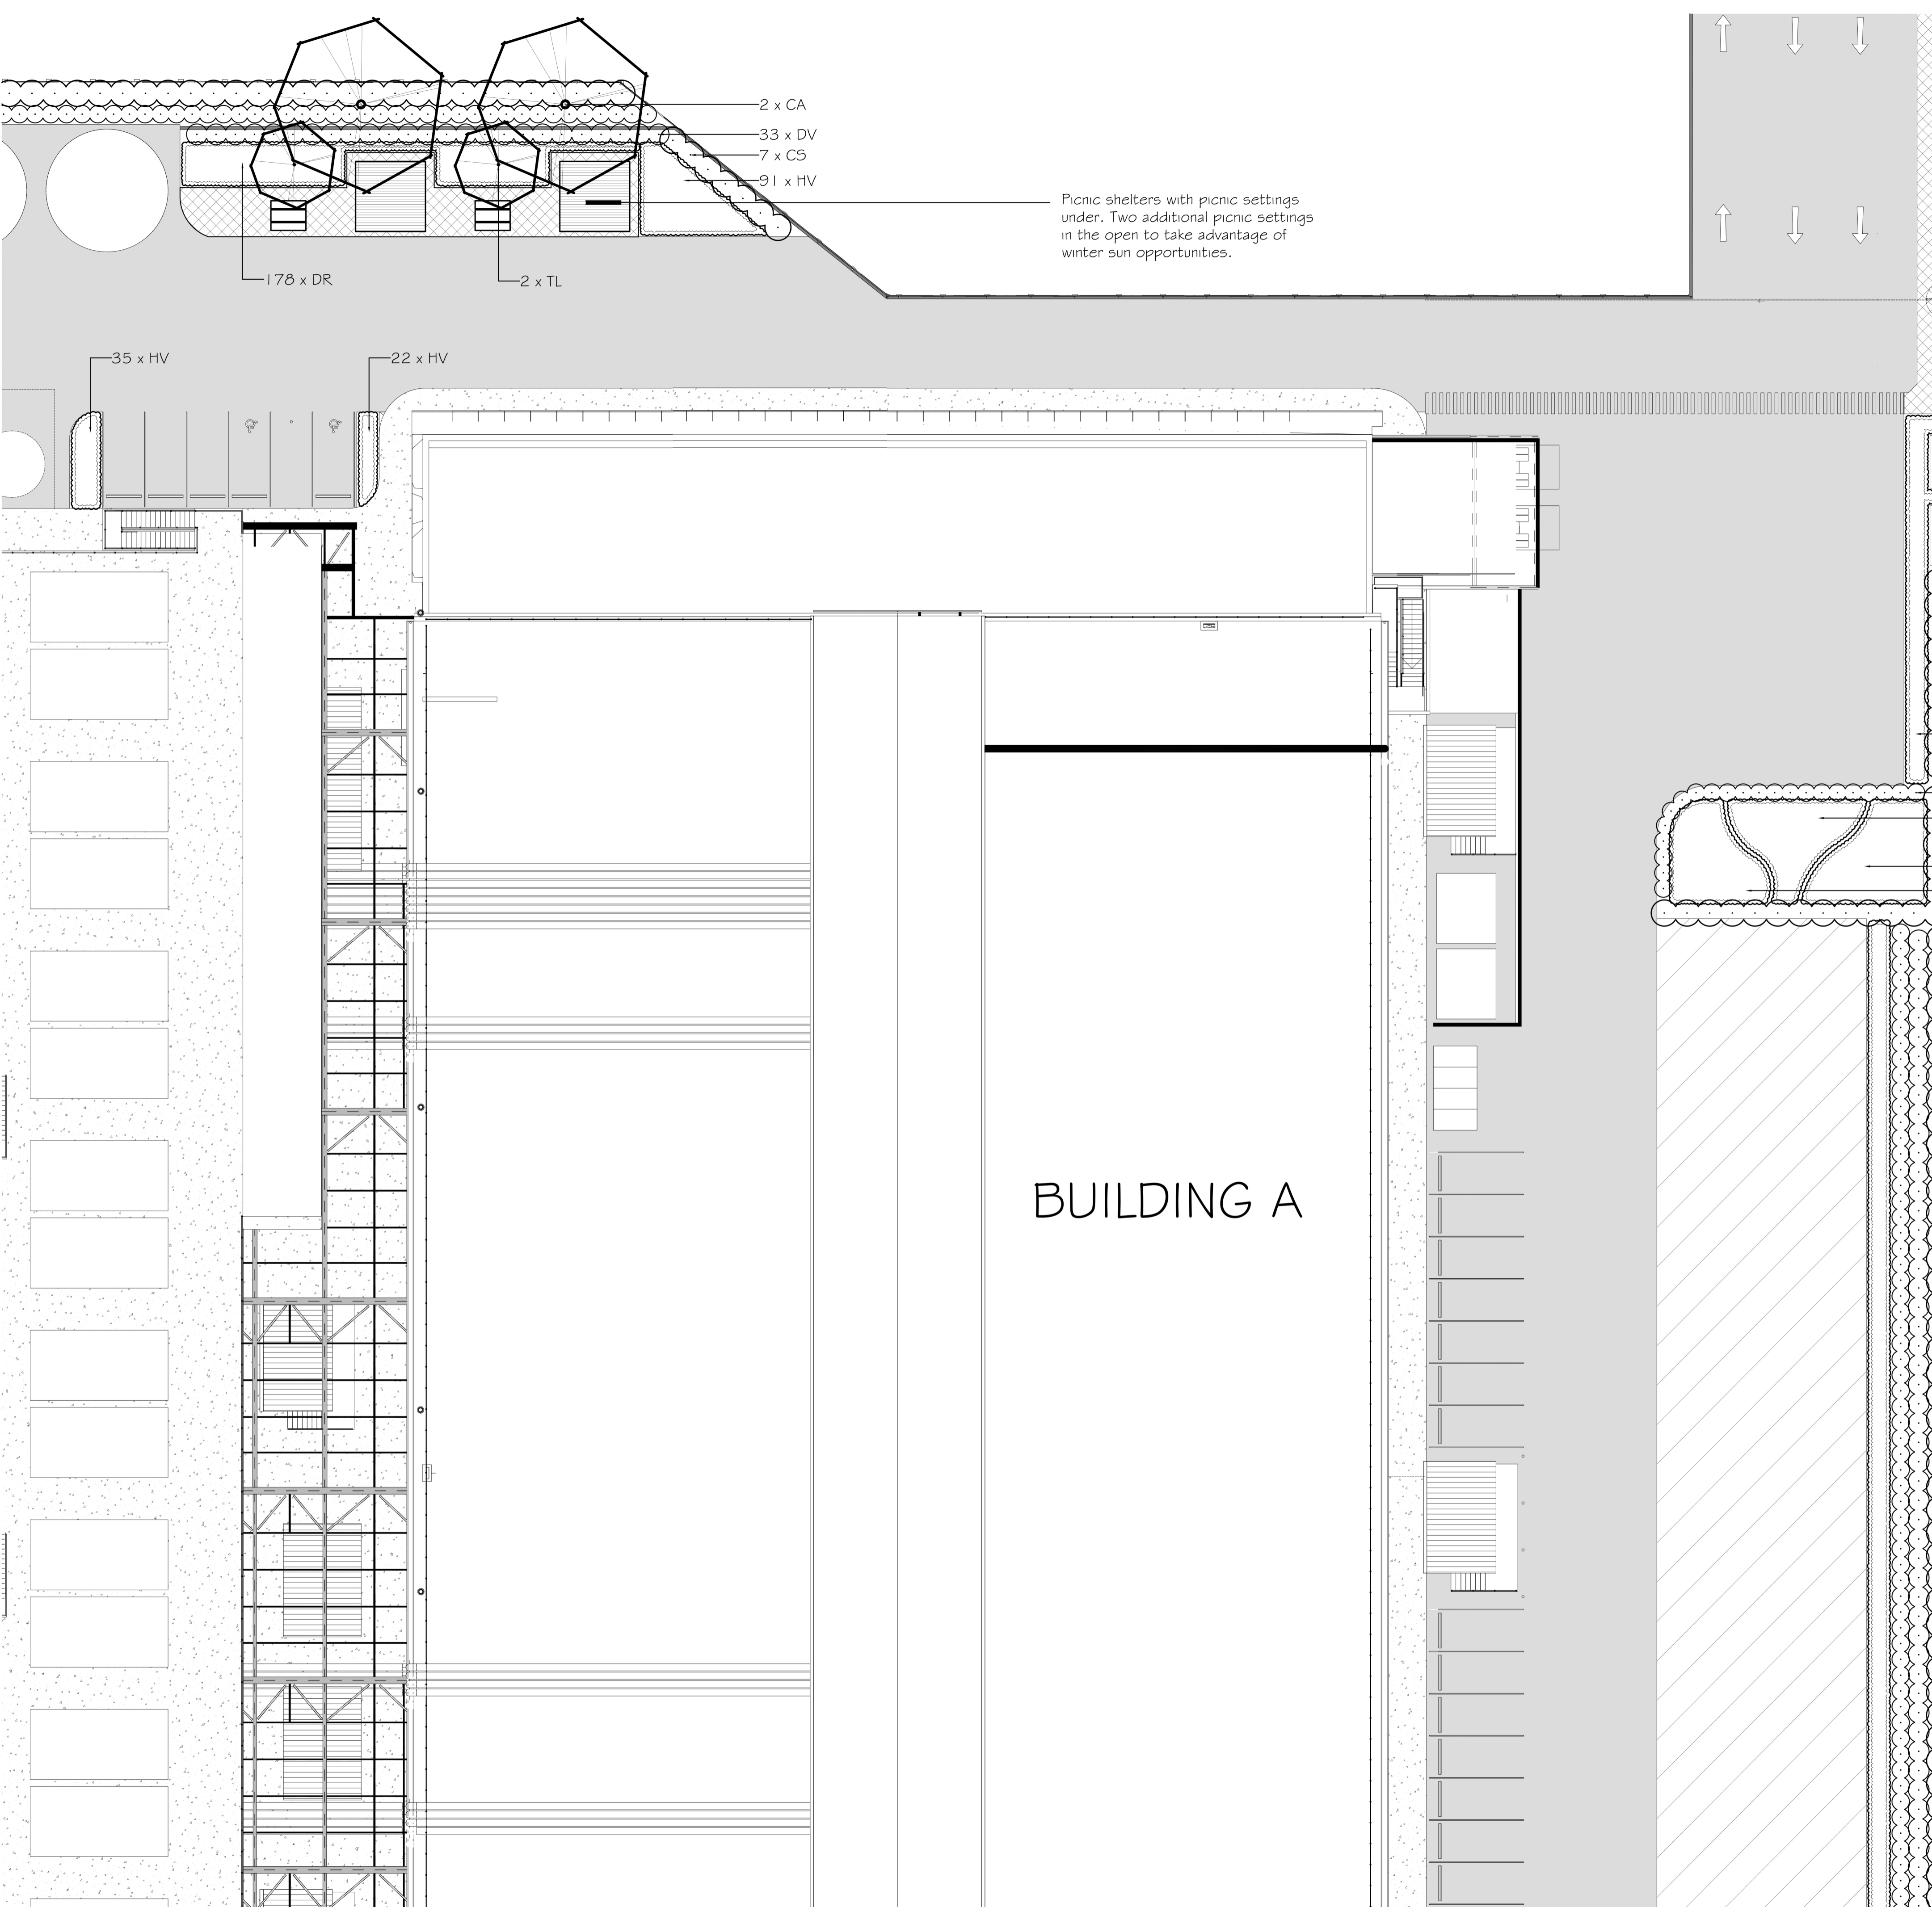 2 x CA
33 x DV
7 x CS
91 x HV
Picnic shelters with picnic settings
under. Two additional picnic settings
in the open to take advantage of
winter sun opportunities.
178 x DR
2 x TL
35 x HV
22 x HV
BUILDING A